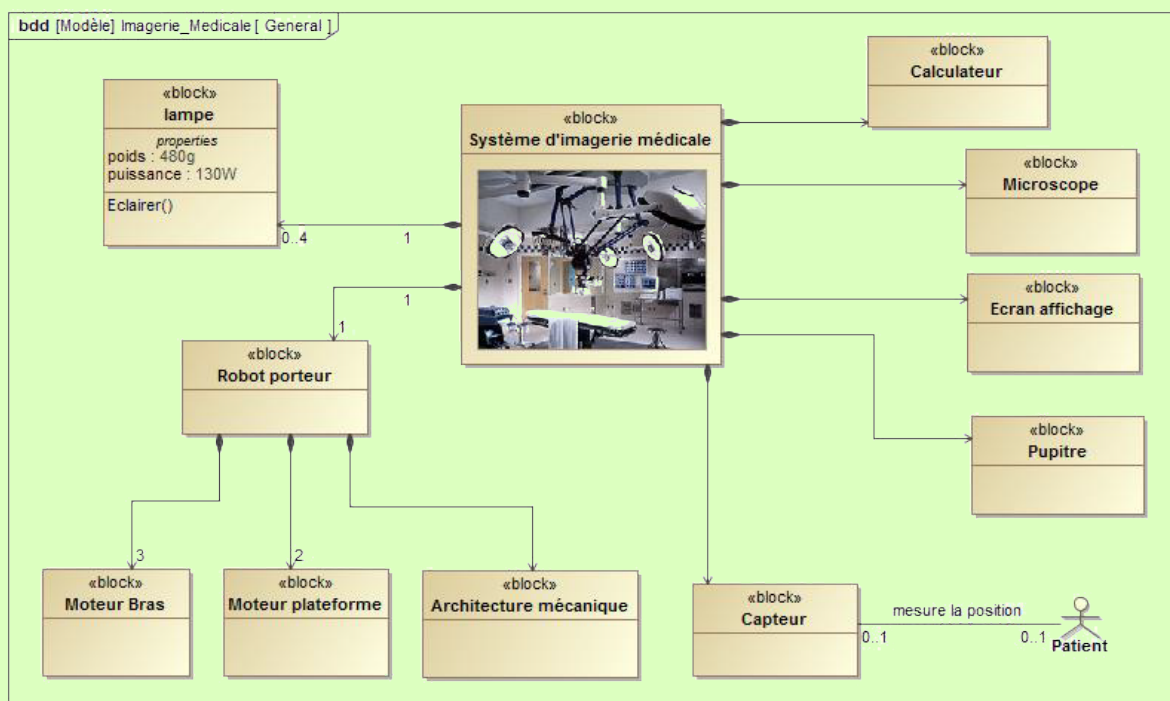 bdd [Modèle] Imagerie_Medicale [ General ]
«block»
lampe
properties
poids : 480g
puissance : 130W
Eclairer()
0..4
1
«block»
Système d'imagerie médicale
1
1
«block»
Calculateur
«block»
Microscope
«block»
Ecran affichage
«block»
Pupitre
«block»
Robot porteur
3
2
«block»
Moteur Bras
«block»
Moteur plateforme
«block»
Architecture mécanique
«block»
Capteur
mesure la position
0..1
0..1
Patient